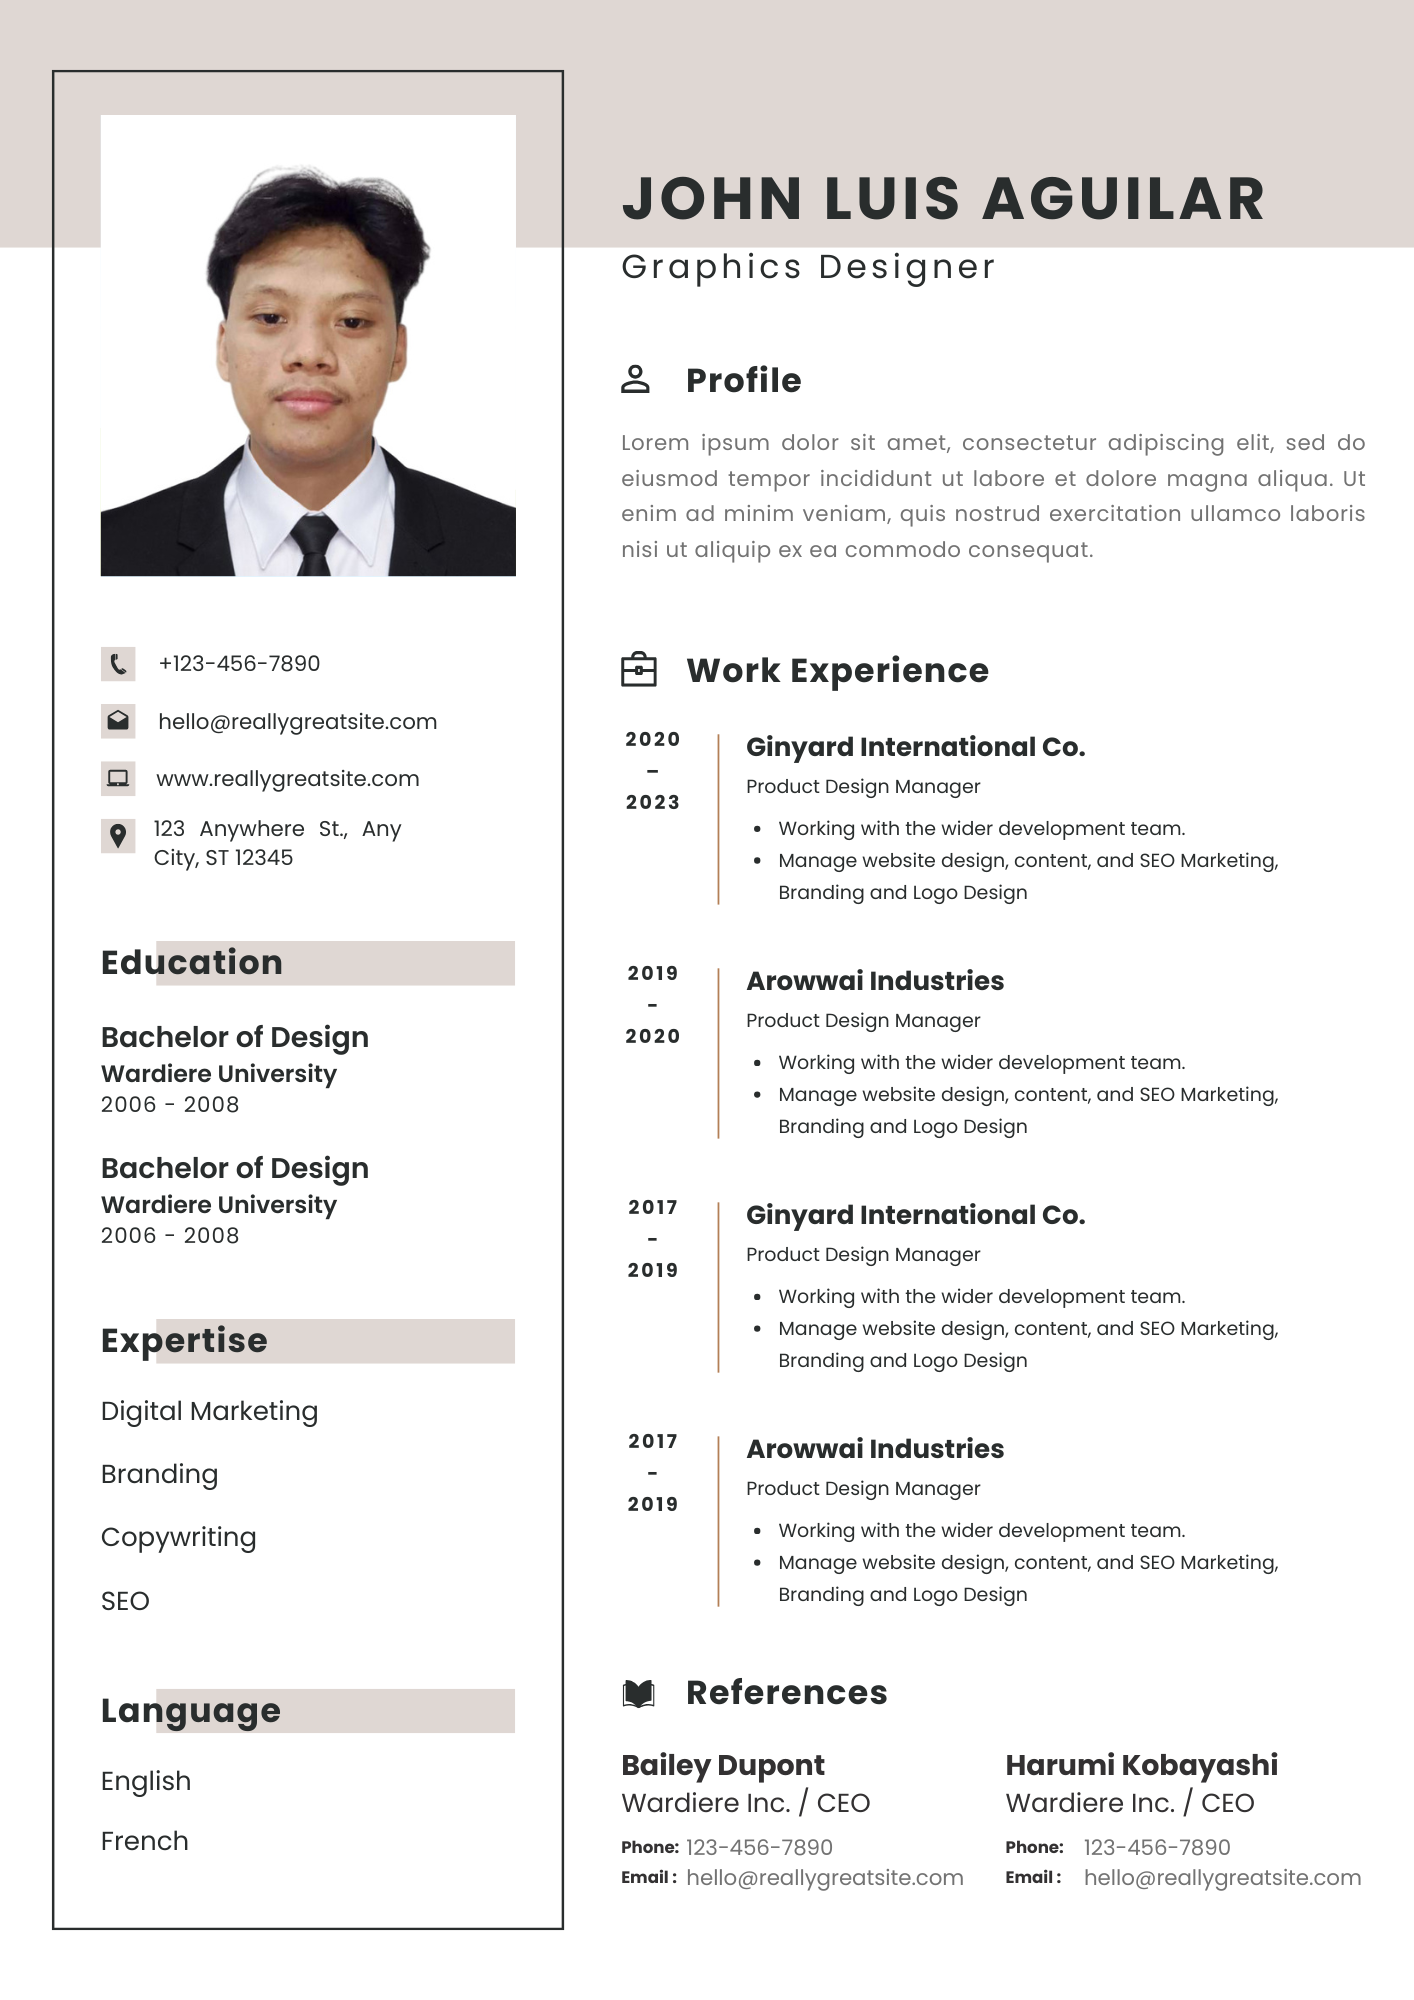 JOHN LUIS AGUILAR
Graphics Designer
+123-456-7890
hello@reallygreatsite.com
www.reallygreatsite.com
123 Anywhere St., Any
City, ST 12345
Education
Bachelor of Design
Wardiere University
2006 - 2008
Bachelor of Design
Wardiere University
2006 - 2008
Expertise
Digital Marketing
Branding
Copywriting
SEO
Language
English
French
Profile
Lorem ipsum dolor sit amet, consectetur adipiscing elit, sed do
eiusmod tempor incididunt ut labore et dolore magna aliqua. Ut
enim ad minim veniam, quis nostrud exercitation ullamco laboris
nisi ut aliquip ex ea commodo consequat.
Work Experience
2020
-
2023
Ginyard International Co.
Product Design Manager
• Working with the wider development team.
• Manage website design, content, and SEO Marketing,
Branding and Logo Design
2019
-
2020
Arowwai Industries
Product Design Manager
• Working with the wider development team.
• Manage website design, content, and SEO Marketing,
Branding and Logo Design
2017
-
2019
Ginyard International Co.
Product Design Manager
• Working with the wider development team.
• Manage website design, content, and SEO Marketing,
Branding and Logo Design
2017
-
2019
Arowwai Industries
Product Design Manager
• Working with the wider development team.
• Manage website design, content, and SEO Marketing,
Branding and Logo Design
References
Bailey Dupont
Wardiere Inc. / CEO
Phone: 123-456-7890
Email : hello@reallygreatsite.com
Harumi Kobayashi
Wardiere Inc. / CEO
Phone: 123-456-7890
Email : hello@reallygreatsite.com